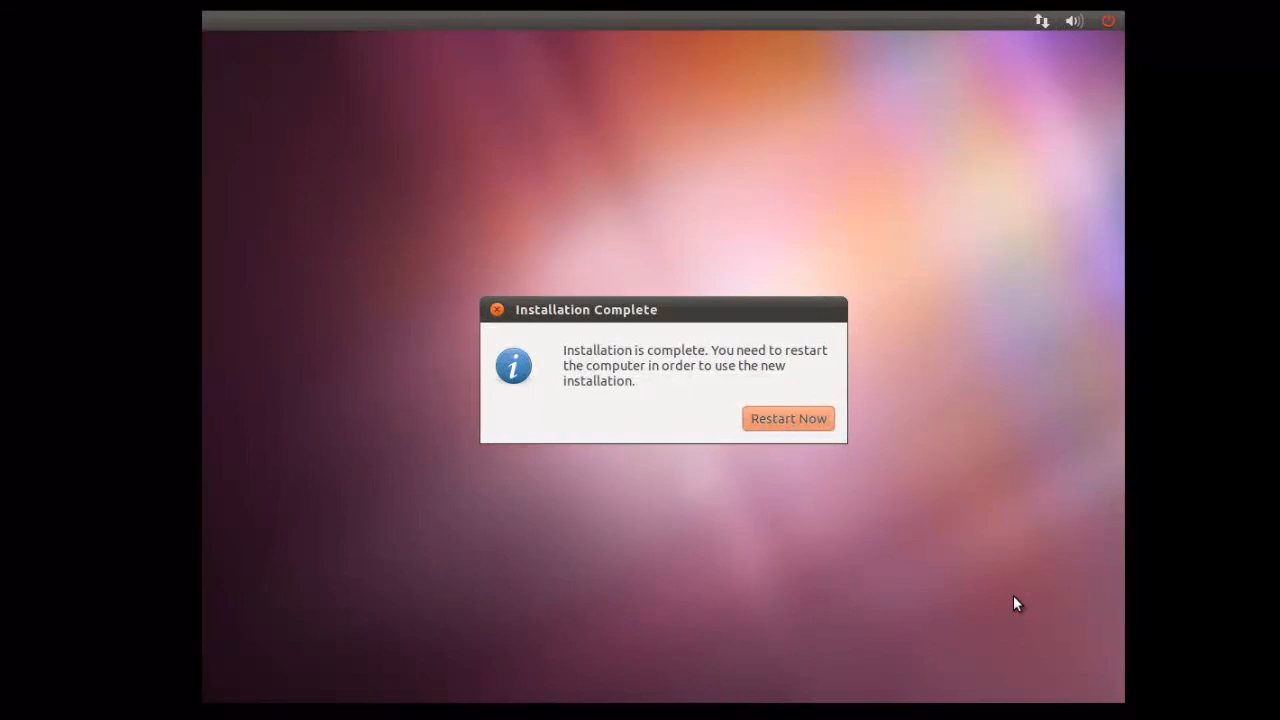 Installation Complete
Installation is complete. You need to restart
the computer in order to use the new
installation.
Restart Now